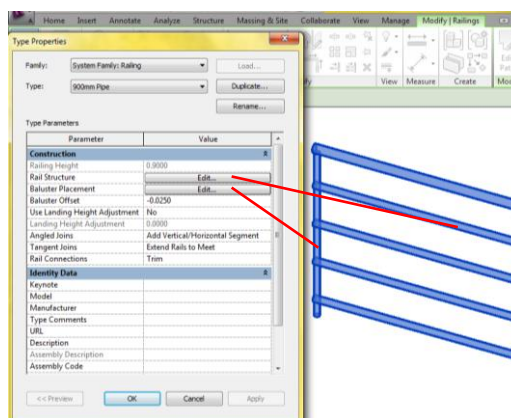 Home Insert Annotate Analyze Structure Massing & Site Collaborate View Manage Modify | Railings
Type Properties
Family: System Family: Railing Load...
Type: 900mm Pipe Duplicate...
Rename...
View Measure Create
Type Parameters
Parameter Value
Construction
Railing Height 0.9000
Rail Structure Edit...
Baluster Placement Edit...
Baluster Offset -0.0250
Use Landing Height Adjustment No
Landing Height Adjustment 0.0000
Angled Joins Add Vertical/Horizontal Segment
Tangent Joins Extend Rails to Meet
Rail Connections Trim
Identity Data
Keynote
Model
Manufacturer
Type Comments
URL
Description
Assembly Description
Assembly Code
<< Preview OK Cancel Apply